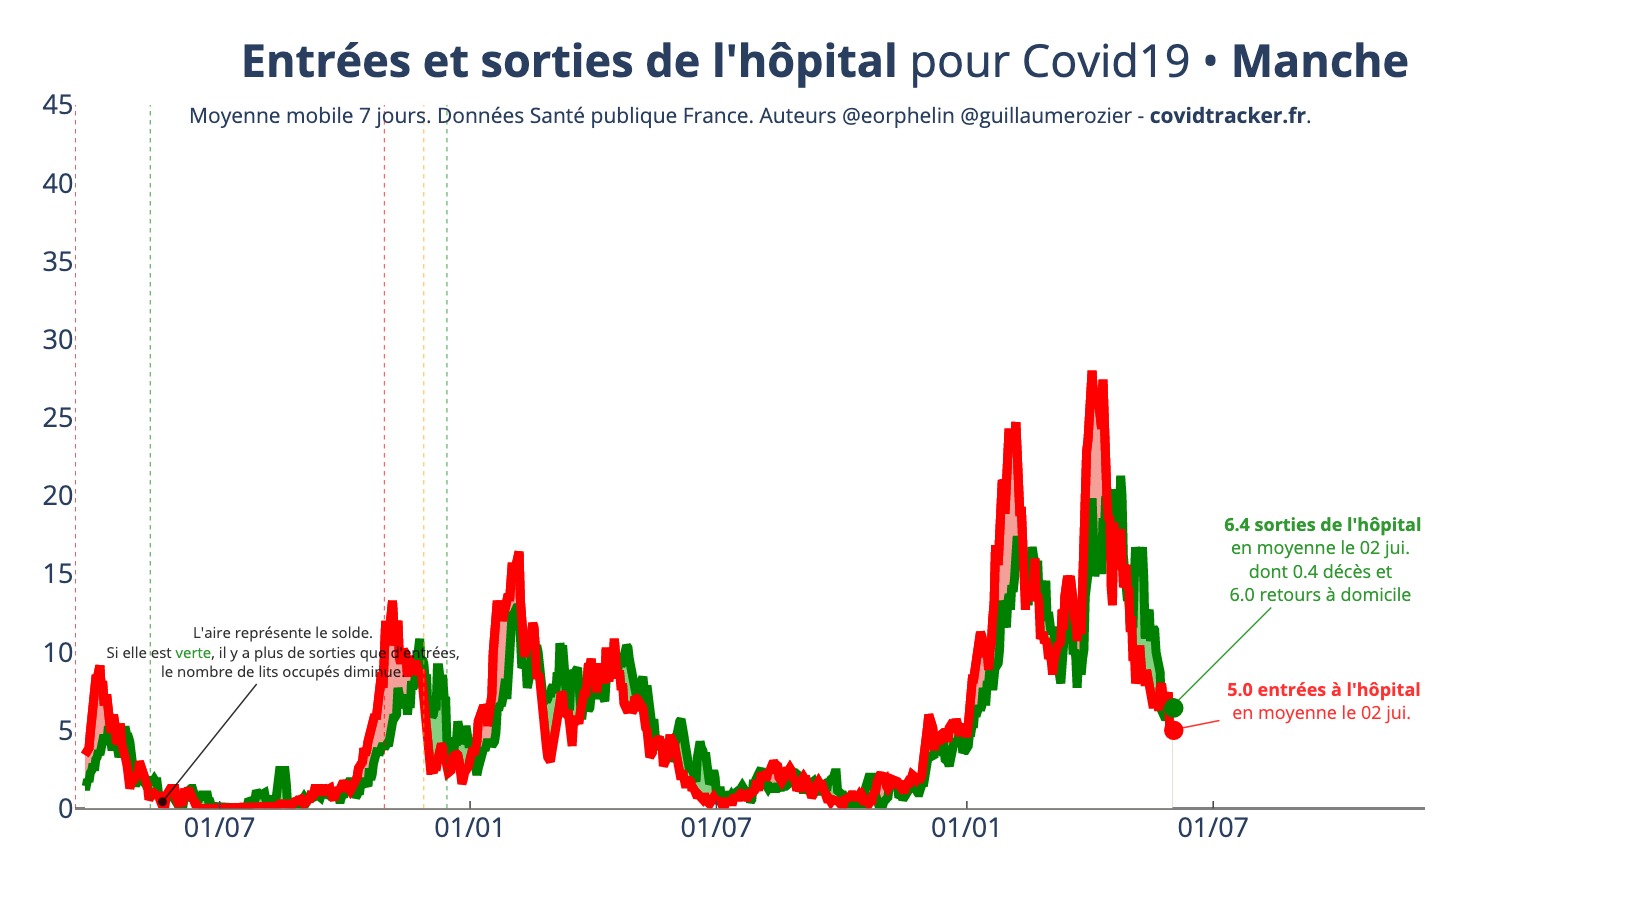 Entrées et sorties de l'hôpital pour Covid19 • Manche
Moyenne mobile 7 jours. Données Santé publique France. Auteurs @eorphelin @guillaumerozier - covidtracker.fr.
45
40
35
30
25
20
15
10
5
0
L'aire représente le solde.
Si elle est verte, il y a plus de sorties que d'entrées,
le nombre de lits occupés diminue.
6.4 sorties de l'hôpital
en moyenne le 02 jui.
dont 0.4 décès et
6.0 retours à domicile
5.0 entrées à l'hôpital
en moyenne le 02 jui.
01/07
01/01
01/07
01/01
01/07